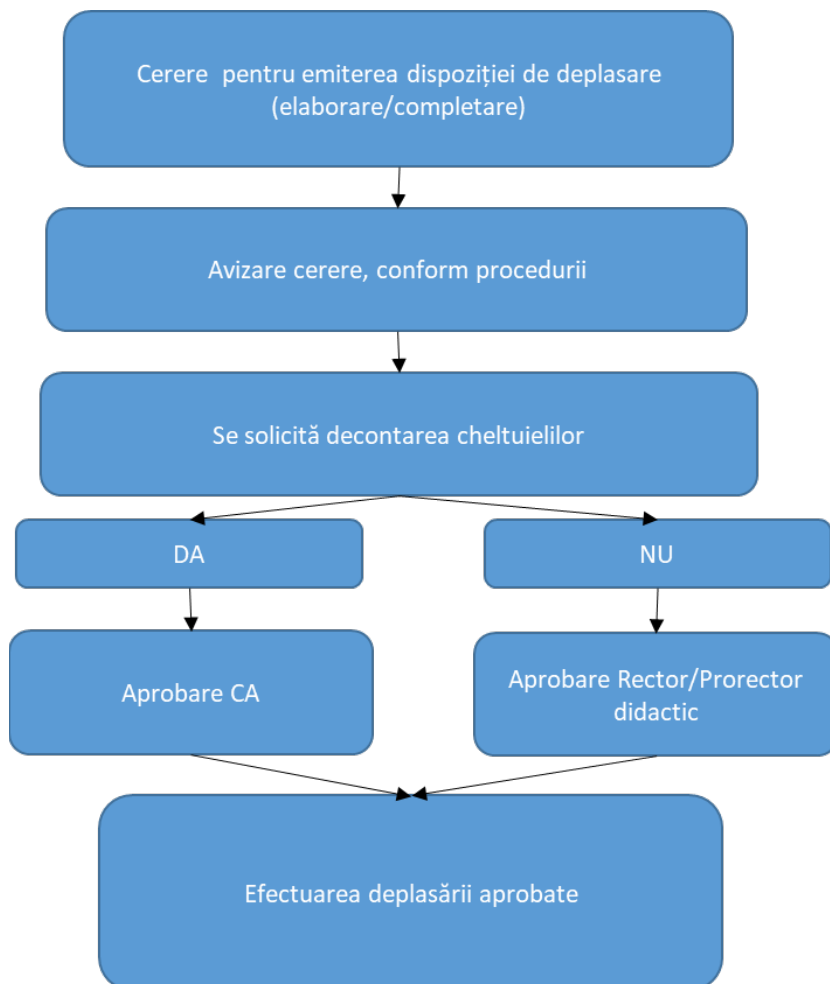 Cerere  pentru emiterea dispoziției de deplasare
(elaborare/completare)
Avizare cerere, conform procedurii
Se solicită decontarea cheltuielilor
DA
NU
Aprobare CA
Aprobare Rector/Prorector
didactic
Efectuarea deplasării aprobate